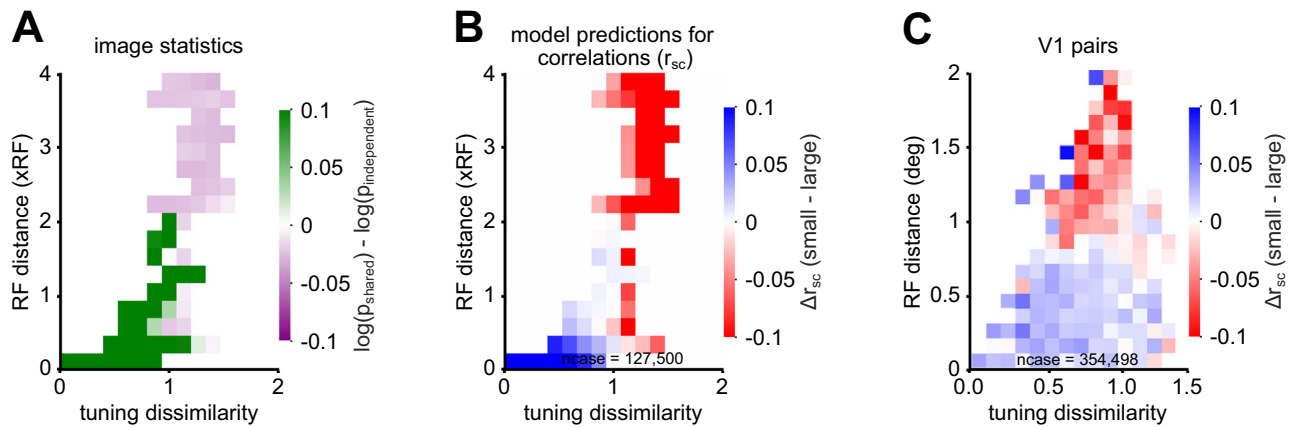 A
image statistics
4
3
2
1
0
RF distance (xRF)
0
1
2
tuning dissimilarity
0.1
0.05
0
-0.05
-0.1
log(pshared) - log(pindependent)
B
model predictions for
correlations (rsc)
4
3
2
1
0
RF distance (xRF)
ncase = 127,500
0
1
2
tuning dissimilarity
0.1
0.05
0
-0.05
-0.1
Δrsc (small - large)
C
V1 pairs
2
1.5
1
0.5
0
RF distance (deg)
ncase = 354,498
0.0
0.5
1.0
1.5
tuning dissimilarity
0.1
0.05
0
-0.05
-0.1
Δrsc (small - large)